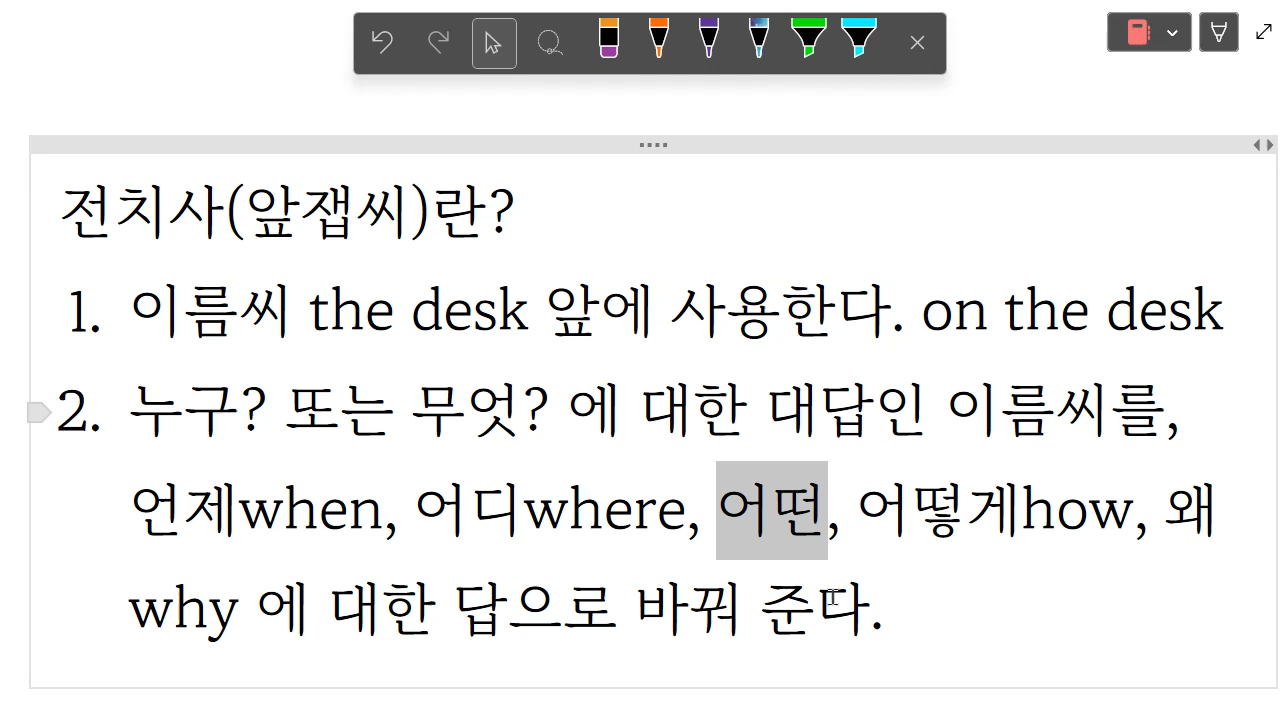 전치사(앞잽씨)란?
1. 이름씨 the desk 앞에 사용한다. on the desk
2. 누구? 또는 무엇? 에 대한 대답인 이름씨를,
언제when, 어디where, 어떤, 어떻게how, 왜
why 에 대한 답으로 바꿔 준다.